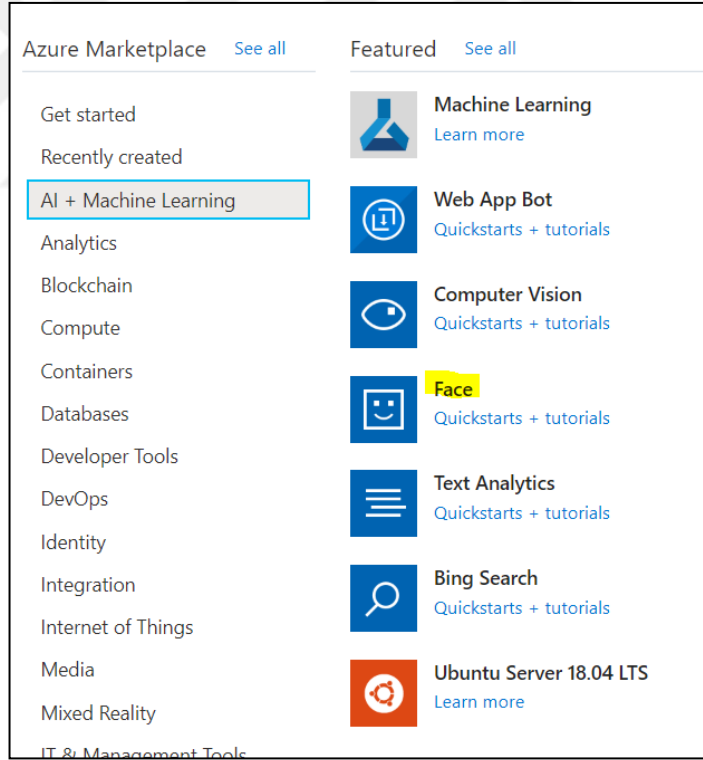 Azure Marketplace See all
Get started
Recently created
AI + Machine Learning
Analytics
Blockchain
Compute
Containers
Databases
Developer Tools
DevOps
Identity
Integration
Internet of Things
Media
Mixed Reality
IT & Management Tools
Featured See all
Machine Learning
Learn more
Web App Bot
Quickstarts + tutorials
Computer Vision
Quickstarts + tutorials
Face
Quickstarts + tutorials
Text Analytics
Quickstarts + tutorials
Bing Search
Quickstarts + tutorials
Ubuntu Server 18.04 LTS
Learn more